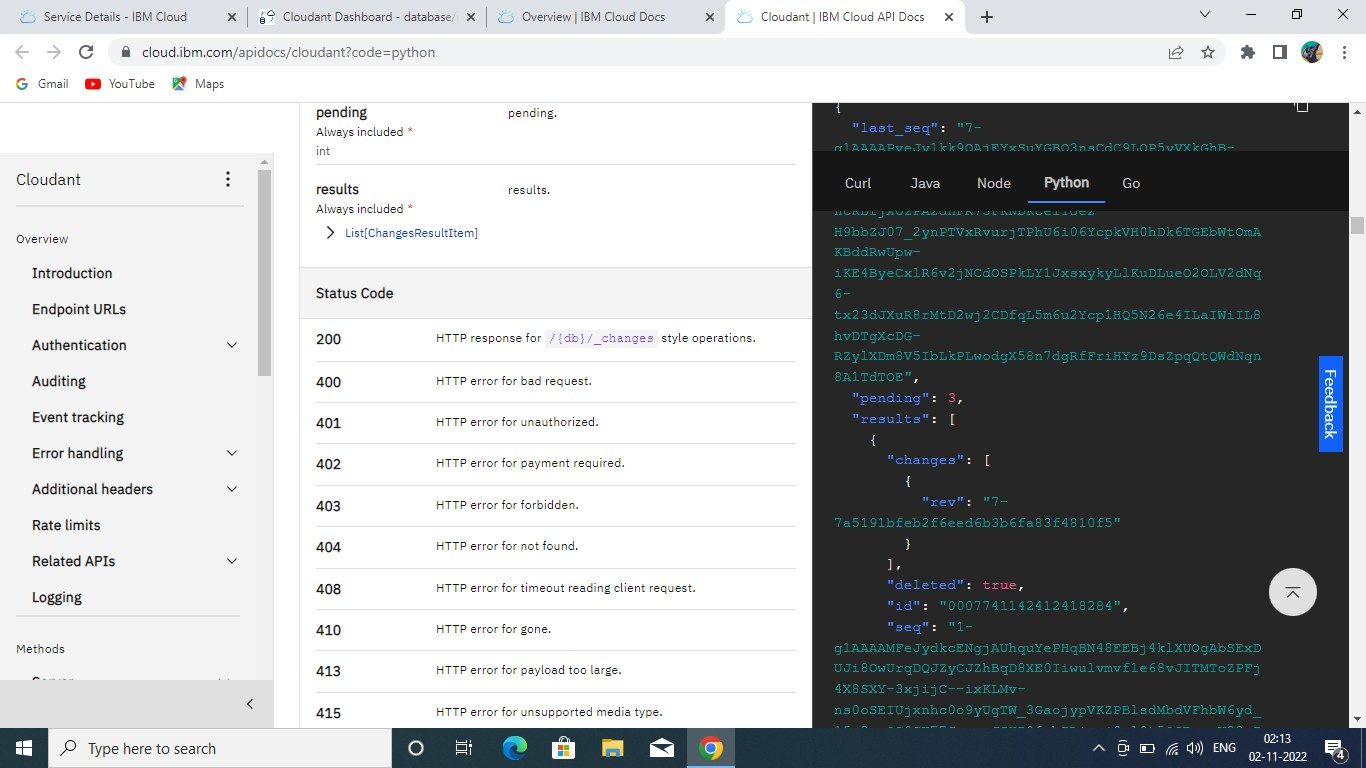 Service Details - IBM Cloud
Cloudant Dashboard - database/
Overview | IBM Cloud Docs
Cloudant | IBM Cloud API Docs
cloud.ibm.com/apidocs/cloudant?code=python
Gmail
YouTube
Maps
Cloudant
Overview
Introduction
Endpoint URLs
Authentication
Auditing
Event tracking
Error handling
Additional headers
Rate limits
Related APIs
Logging
Methods
pending
pending.
Always included *
int
results
results.
Always included *
List[ChangesResultItem]
Status Code
200 HTTP response for /{db}/_changes style operations.
400 HTTP error for bad request.
401 HTTP error for unauthorized.
402 HTTP error for payment required.
403 HTTP error for forbidden.
404 HTTP error for not found.
408 HTTP error for timeout reading client request.
410 HTTP error for gone.
413 HTTP error for payload too large.
415 HTTP error for unsupported media type.
{
"last_seq": "7-
Curl Java Node Python Go
H9bbZJ07_2ynPTVxRvurjTPhU6i06YcpkVH0hDk6TGEbWtOmA
KBddRwUpw-
iKE4ByeCxlR6v2jNCdOSPkLYlJxsxykyLlKuDLueO2OLV2dNq
6-
tx23dJXuR8rMtD2wj2CDfqL5m6u2YcplHQ5N26e4ILaIWiIL8
hvDTgXcDG-
RZylXDm8V5IbLkPLwodgX58n7dgRfFriHYz9DsZpqQtQWdNqn
8A1TdTOE",
"pending": 3,
"results": [
{
"changes": [
{
"rev": "7-
7a5191bfeb2f6eed6b3b6fa83f4810f5"
}
],
"deleted": true,
"id": "0007741142412418284",
"seq": "1-
g1AAAAMFeJydkcENgjAUhquYePHqBN48EEBj4klXUOgAbSExD
UJi8OwUrqDQJZyCJZhBqD8XE0Iiwulvmvf1e68vJITMToZPFj
4X8SXY-3xjijC--ixKLMv-
ns0oSEIUjxnhc0o9yUgTW_3GaojypVKZPBlsdMbdVFhbW6yd_
Feedback
Type here to search
ENG
02:13
02-11-2022
4